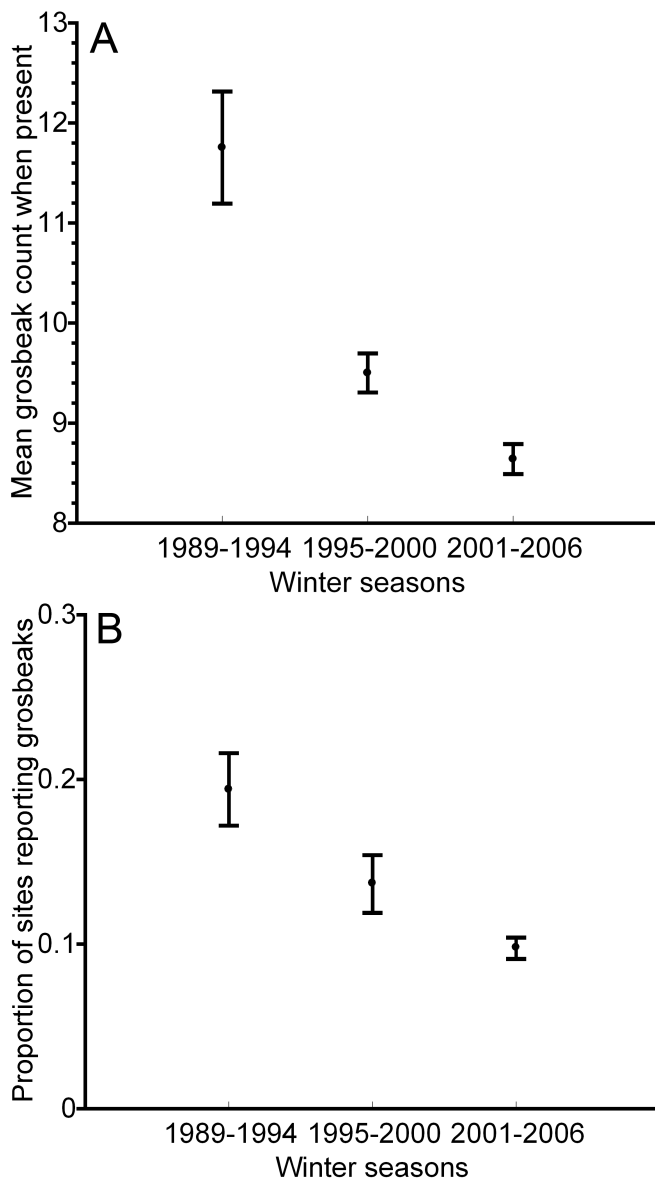 A
Mean grosbeak count when present
13
12
11
10
9
8
1989-1994 1995-2000 2001-2006
Winter seasons
B
Proportion of sites reporting grosbeaks
0.3
0.2
0.1
0
1989-1994 1995-2000 2001-2006
Winter seasons